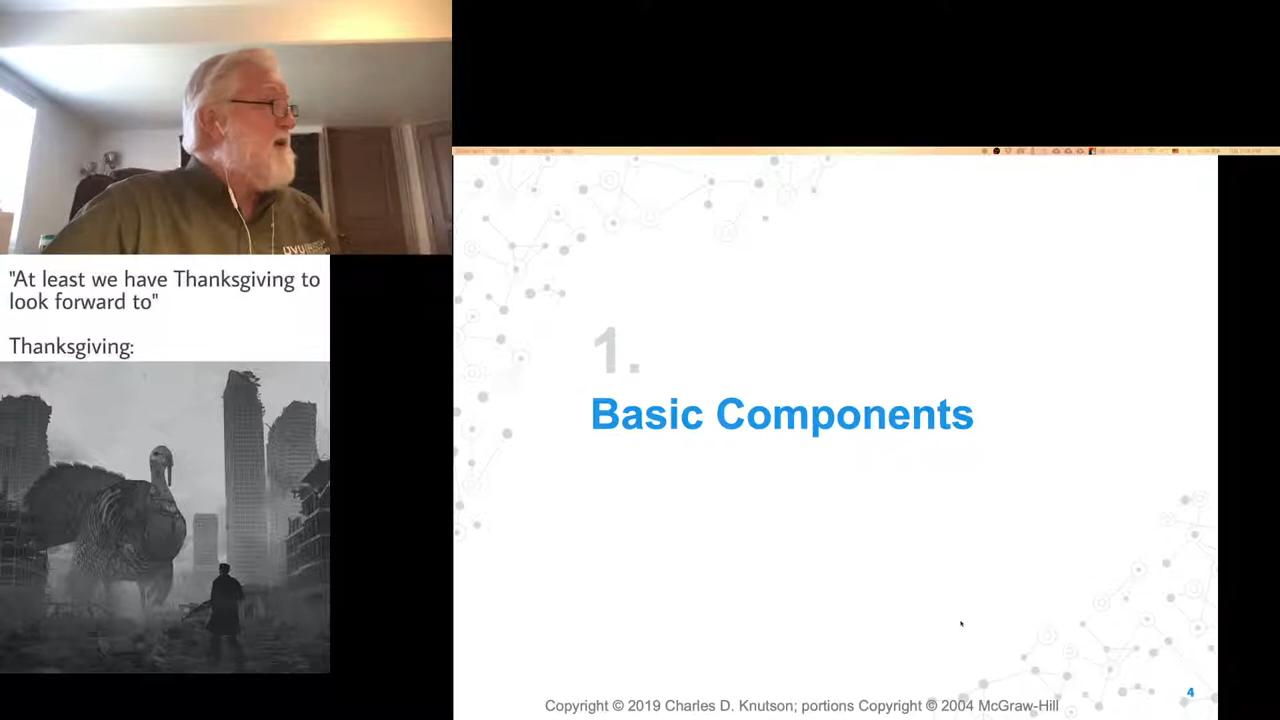 UVU
"At least we have Thanksgiving to
look forward to"
Thanksgiving:
1.
Basic Components
4
Copyright © 2019 Charles D. Knutson; portions Copyright © 2004 McGraw-Hill